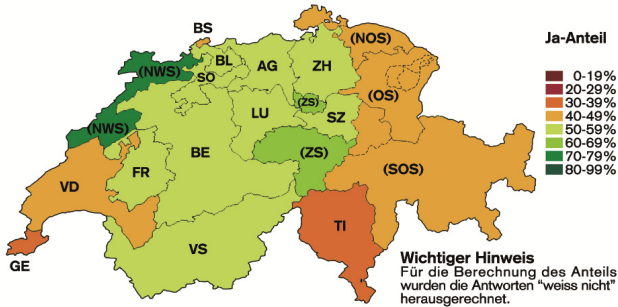 BS
(NOS)
Ja-Anteil
(NWS)
BL
SO
AG
ZH
0-19%
20-29%
30-39%
40-49%
50-59%
60-69%
70-79%
80-99%
(OS)
(ZS)
(NWS)
LU
SZ
BE
(ZS)
FR
(SOS)
VD
TI
VS
GE
Wichtiger Hinweis
Für die Berechnung des Anteils
wurden die Antworten "weiss nicht"
herausgerechnet.